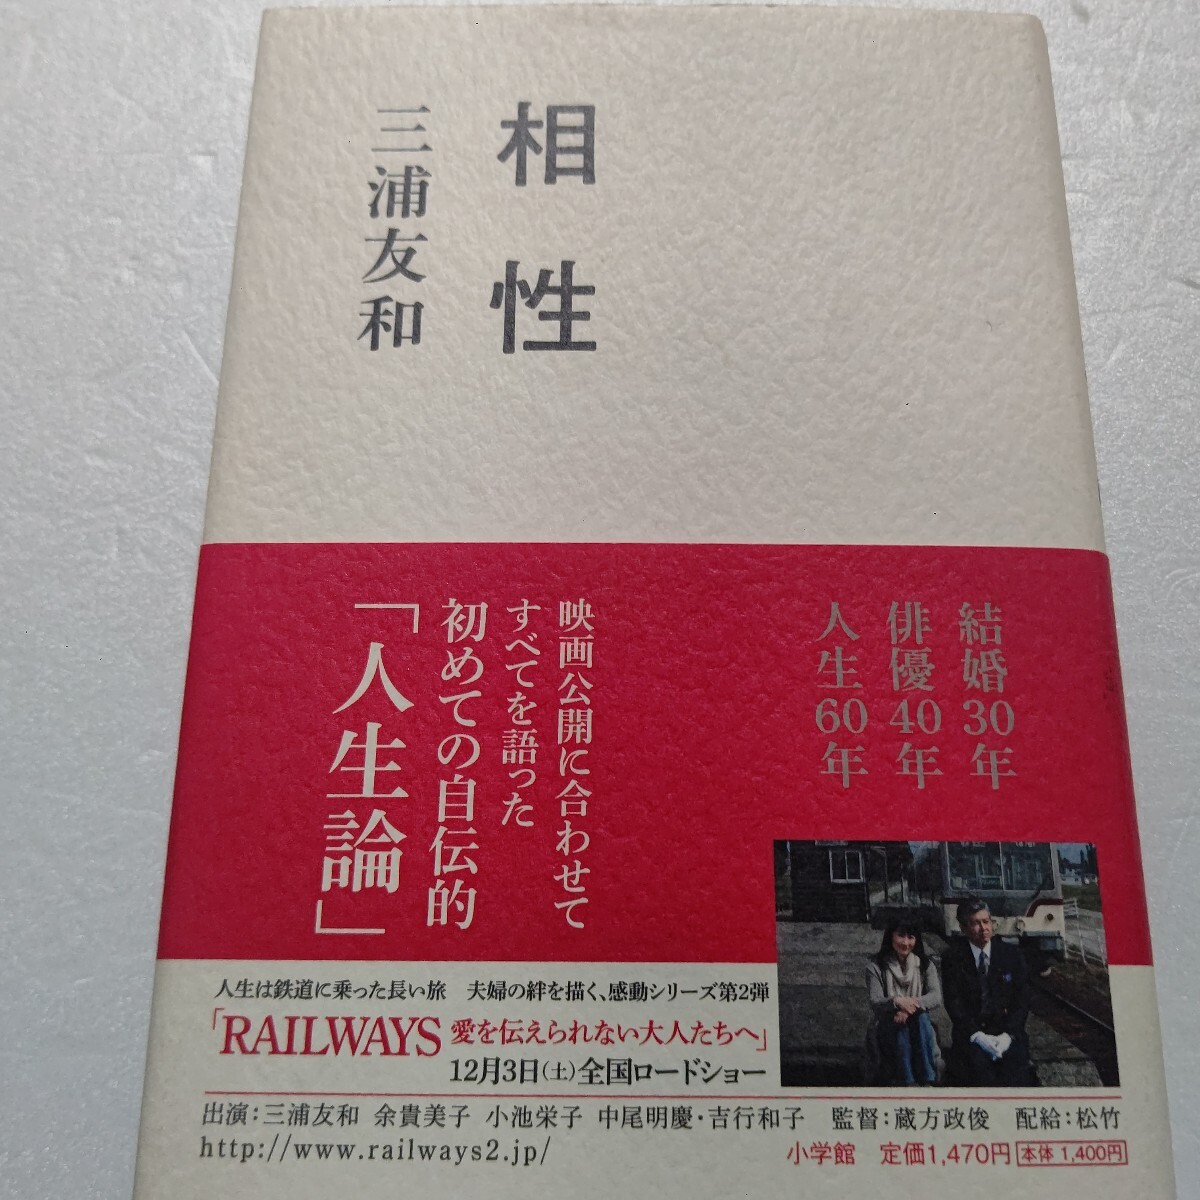 相性
三浦友和
結婚30年
俳優40年
人生60年
映画公開に合わせて
すべてを語った
初めての自伝的
「人生論」
人生は鉄道に乗った長い旅　夫婦の絆を描く、感動シリーズ第2弾
「RAILWAYS 愛を伝えられない大人たちへ」
12月3日(土)全国ロードショー
出演:三浦友和　余貴美子　小池栄子　中尾明慶・吉行和子　監督:蔵方政俊　配給:松竹
http://www.railways2.jp/
小学館　定価1,470円 本体 1,400円